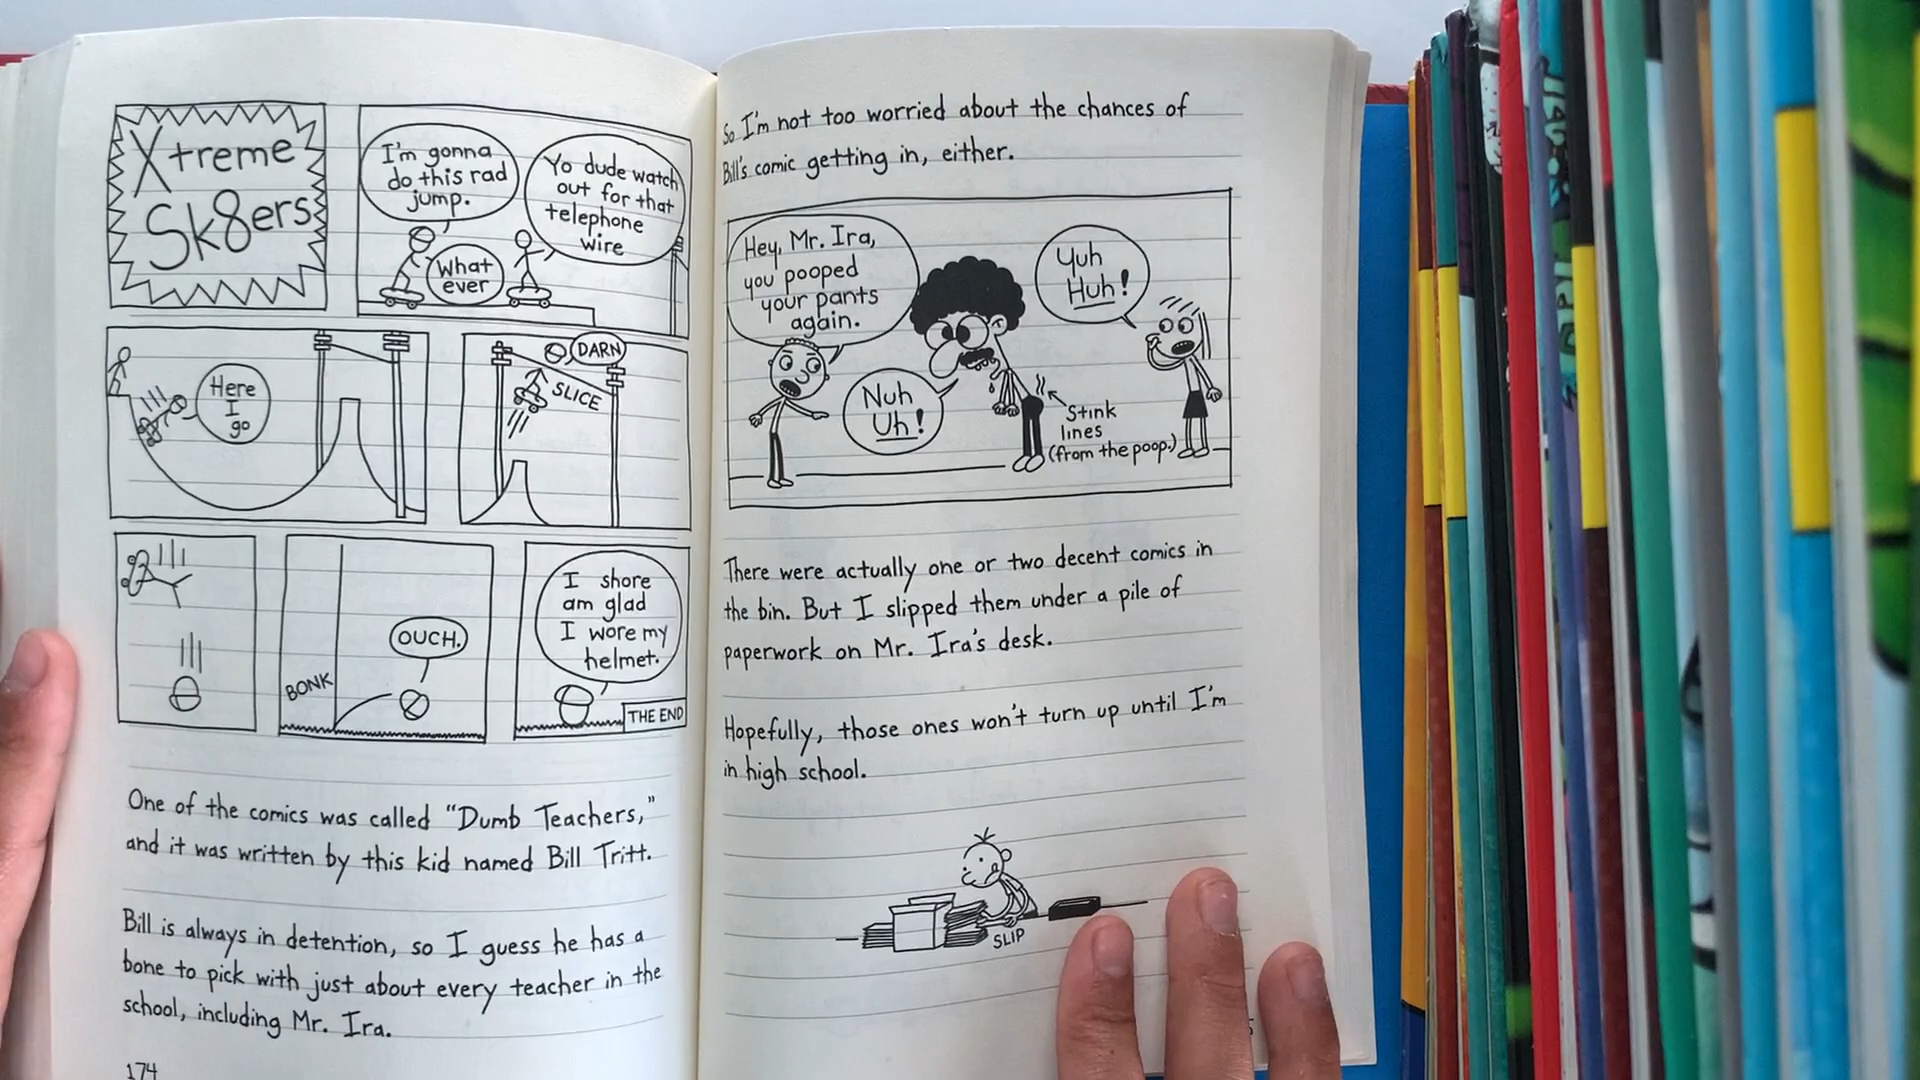 Xtreme
Sk8ers
I'm gonna
do this rad
jump.
Yo dude watch
out for that
telephone
wire
What
ever
Here
I
go
DARN
SLICE
BONK
OUCH.
I shore
am glad
I wore my
helmet.
THE END
One of the comics was called "Dumb Teachers,"
and it was written by this kid named Bill Tritt.
Bill is always in detention, so I guess he has a
bone to pick with just about every teacher in the
school, including Mr. Ira.
174
So I'm not too worried about the chances of
Bill's comic getting in, either.
Hey, Mr. Ira,
you pooped
your pants
again.
Nuh
Uh!
Yuh
Huh!
Stink
lines
(from the poop.)
There were actually one or two decent comics in
the bin. But I slipped them under a pile of
paperwork on Mr. Ira's desk.
Hopefully, those ones won't turn up until I'm
in high school.
SLIP